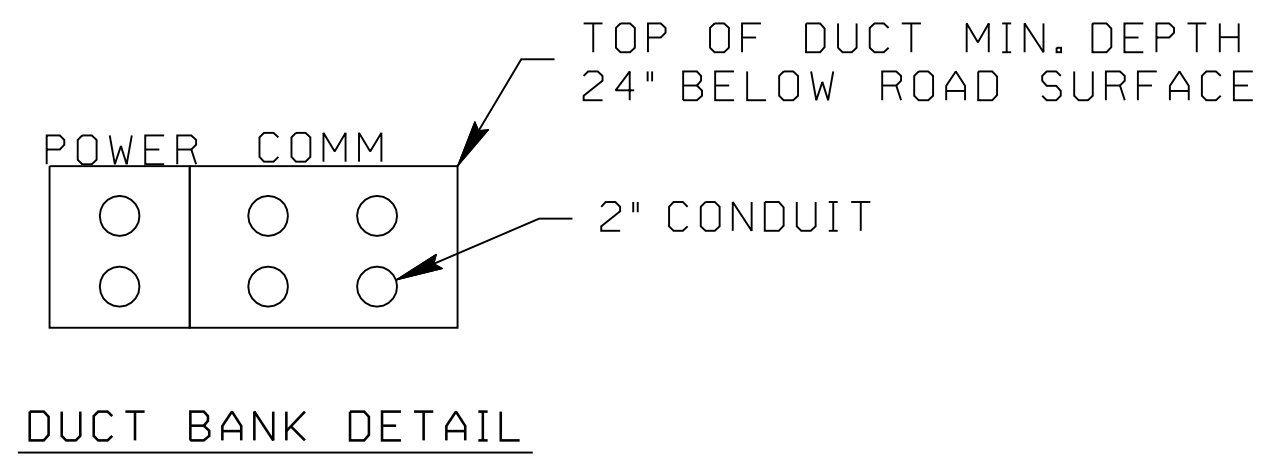 TOP OF DUCT MIN. DEPTH
24" BELOW ROAD SURFACE
POWER COMM
2" CONDUIT
DUCT BANK DETAIL